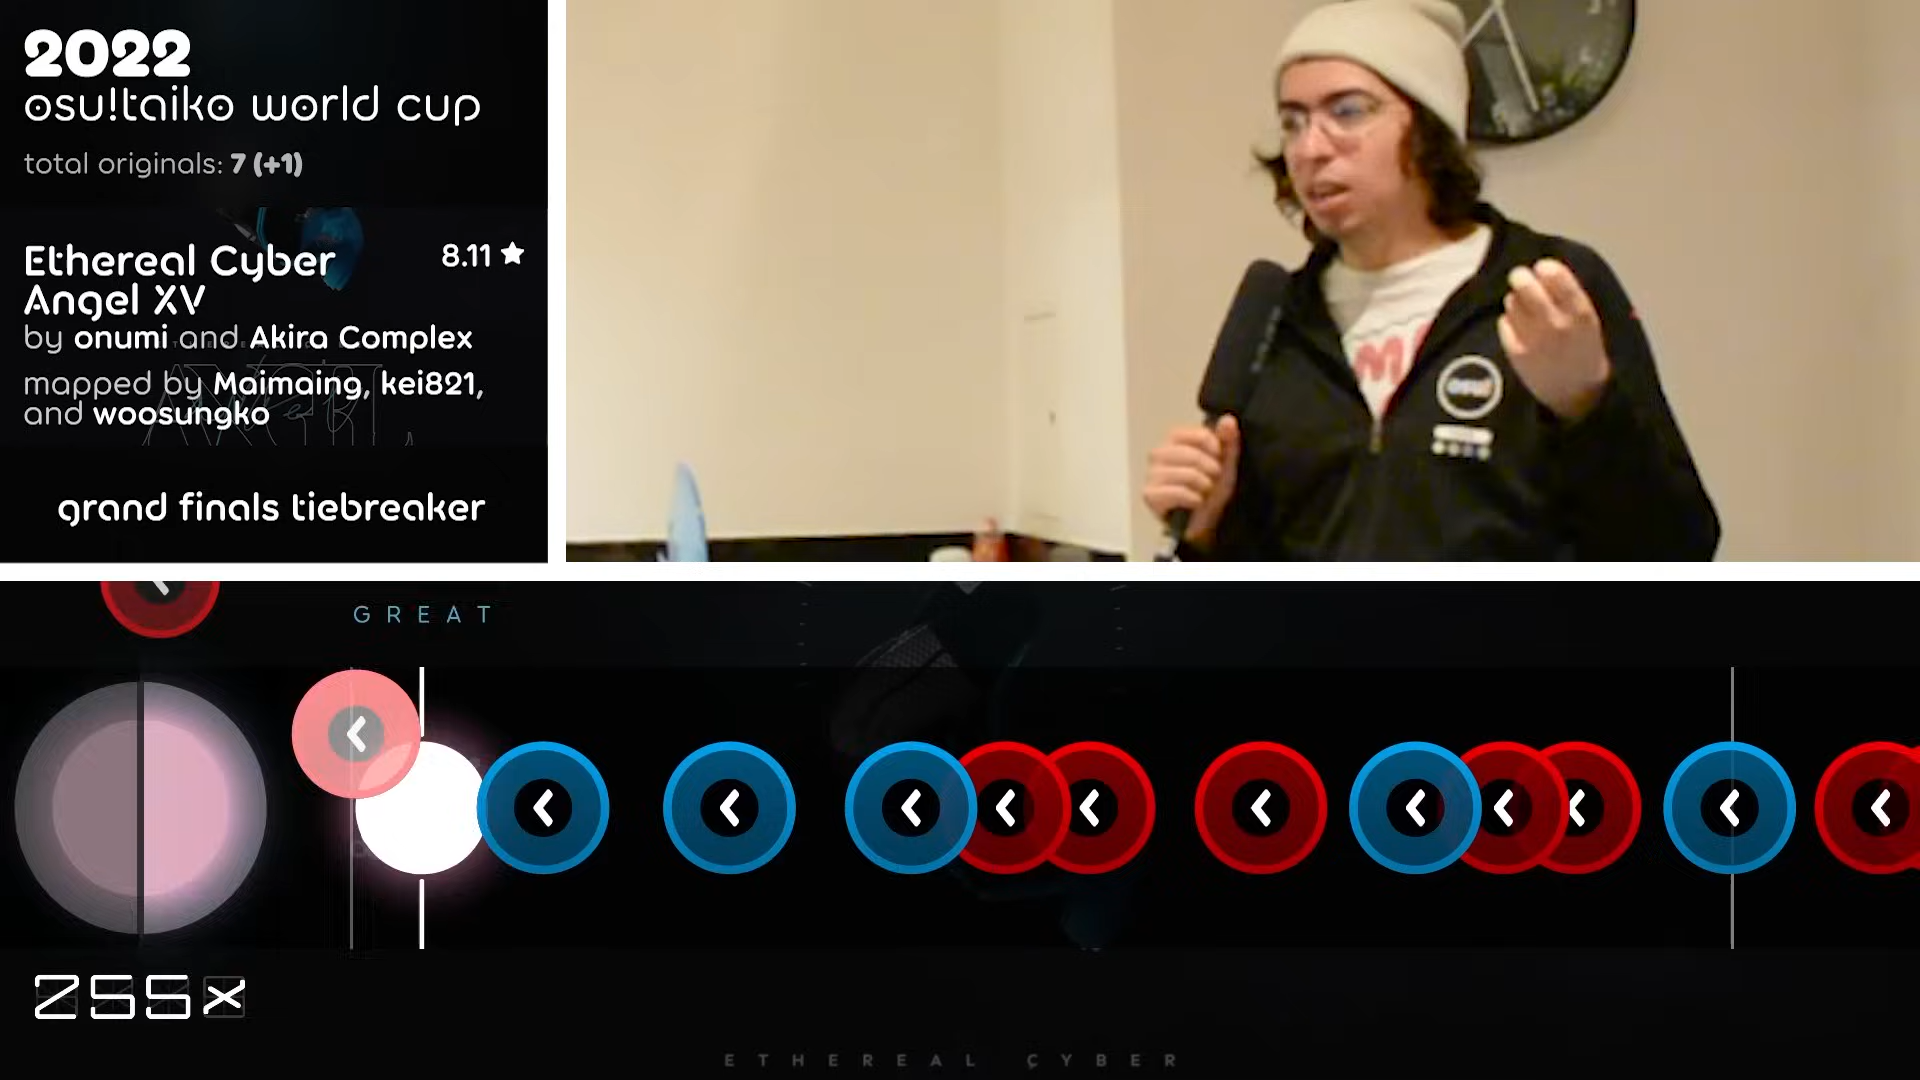 2022
osu!taiko world cup
total originals: 7 (+1)
Ethereal Cyber
Angel XV
8.11 ★
by onumi and Akira Complex
mapped by Maimaing, kei821,
and woosungko
grand finals tiebreaker
osu!
GREAT
255x
ETHEREAL CYBER